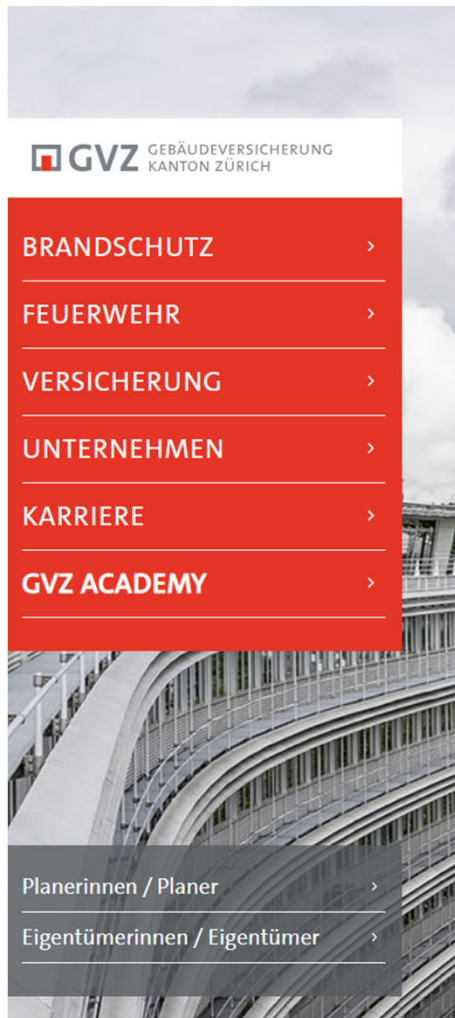 GVZ GEBÄUDEVERSICHERUNG
KANTON ZÜRICH
BRANDSCHUTZ
FEUERWEHR
VERSICHERUNG
UNTERNEHMEN
KARRIERE
GVZ ACADEMY
Planerinnen / Planer
Eigentümerinnen / Eigentümer